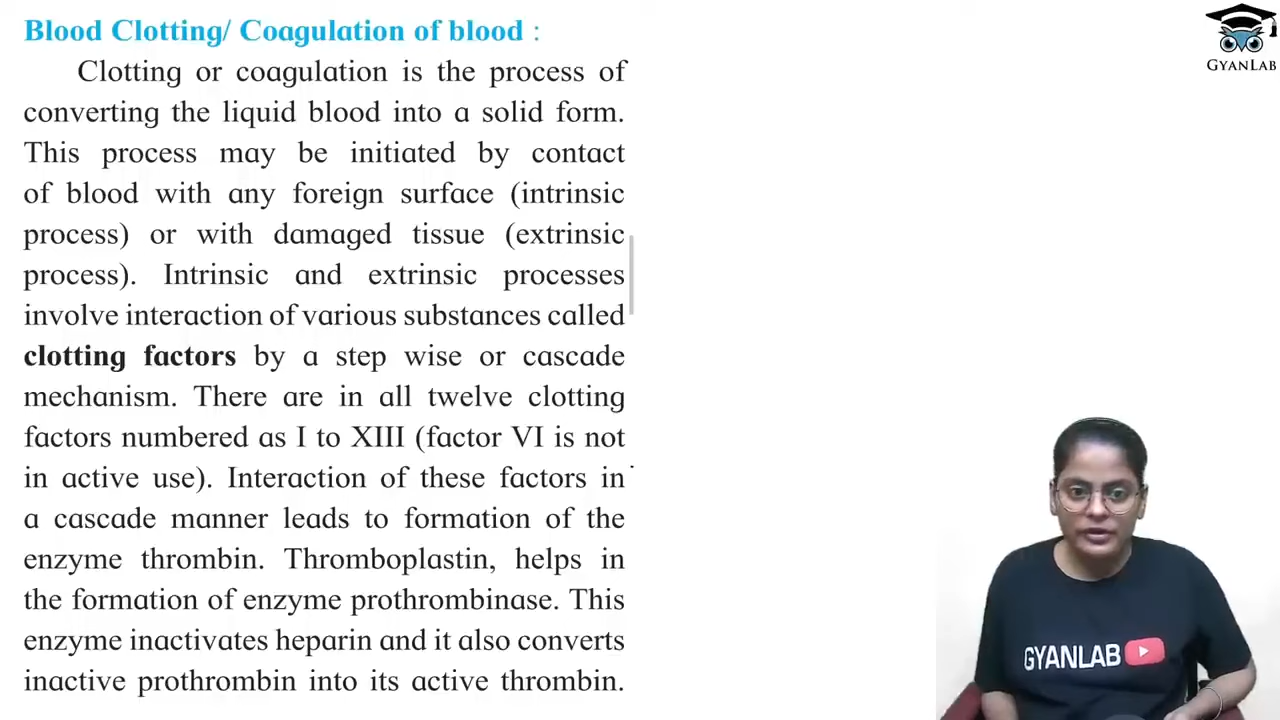 Blood Clotting/ Coagulation of blood :
Clotting or coagulation is the process of
converting the liquid blood into a solid form.
This process may be initiated by contact
of blood with any foreign surface (intrinsic
process) or with damaged tissue (extrinsic
process). Intrinsic and extrinsic processes
involve interaction of various substances called
clotting factors by a step wise or cascade
mechanism. There are in all twelve clotting
factors numbered as I to XIII (factor VI is not
in active use). Interaction of these factors in
a cascade manner leads to formation of the
enzyme thrombin. Thromboplastin, helps in
the formation of enzyme prothrombinase. This
enzyme inactivates heparin and it also converts
inactive prothrombin into its active thrombin.
GYANLAB
GYANLAB